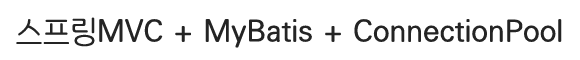 스프링MVC + MyBatis + ConnectionPool